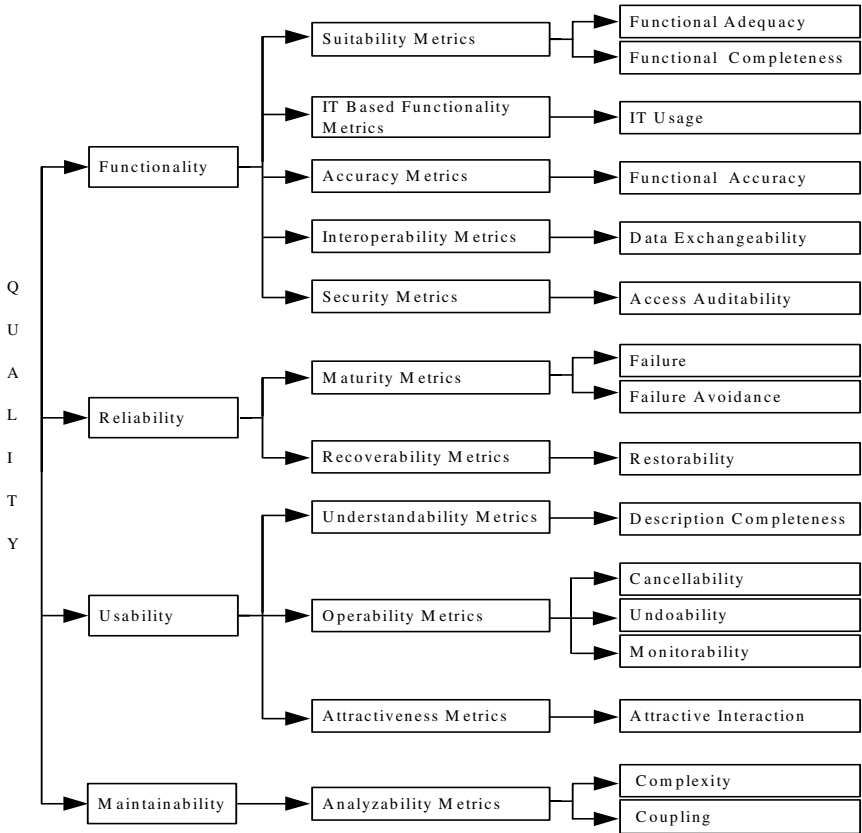 QUALITY
Functionality
Suitability Metrics
Functional Adequacy
Functional Completeness
IT Based Functionality
Metrics
IT Usage
Accuracy Metrics
Functional Accuracy
Interoperability Metrics
Data Exchangeability
Security Metrics
Access Auditability
Reliability
Maturity Metrics
Failure
Failure Avoidance
Recoverability Metrics
Restorability
Usability
Understandability Metrics
Description Completeness
Operability Metrics
Cancellability
Undoability
Monitorability
Attractiveness Metrics
Attractive Interaction
Maintainability
Analyzability Metrics
Complexity
Coupling